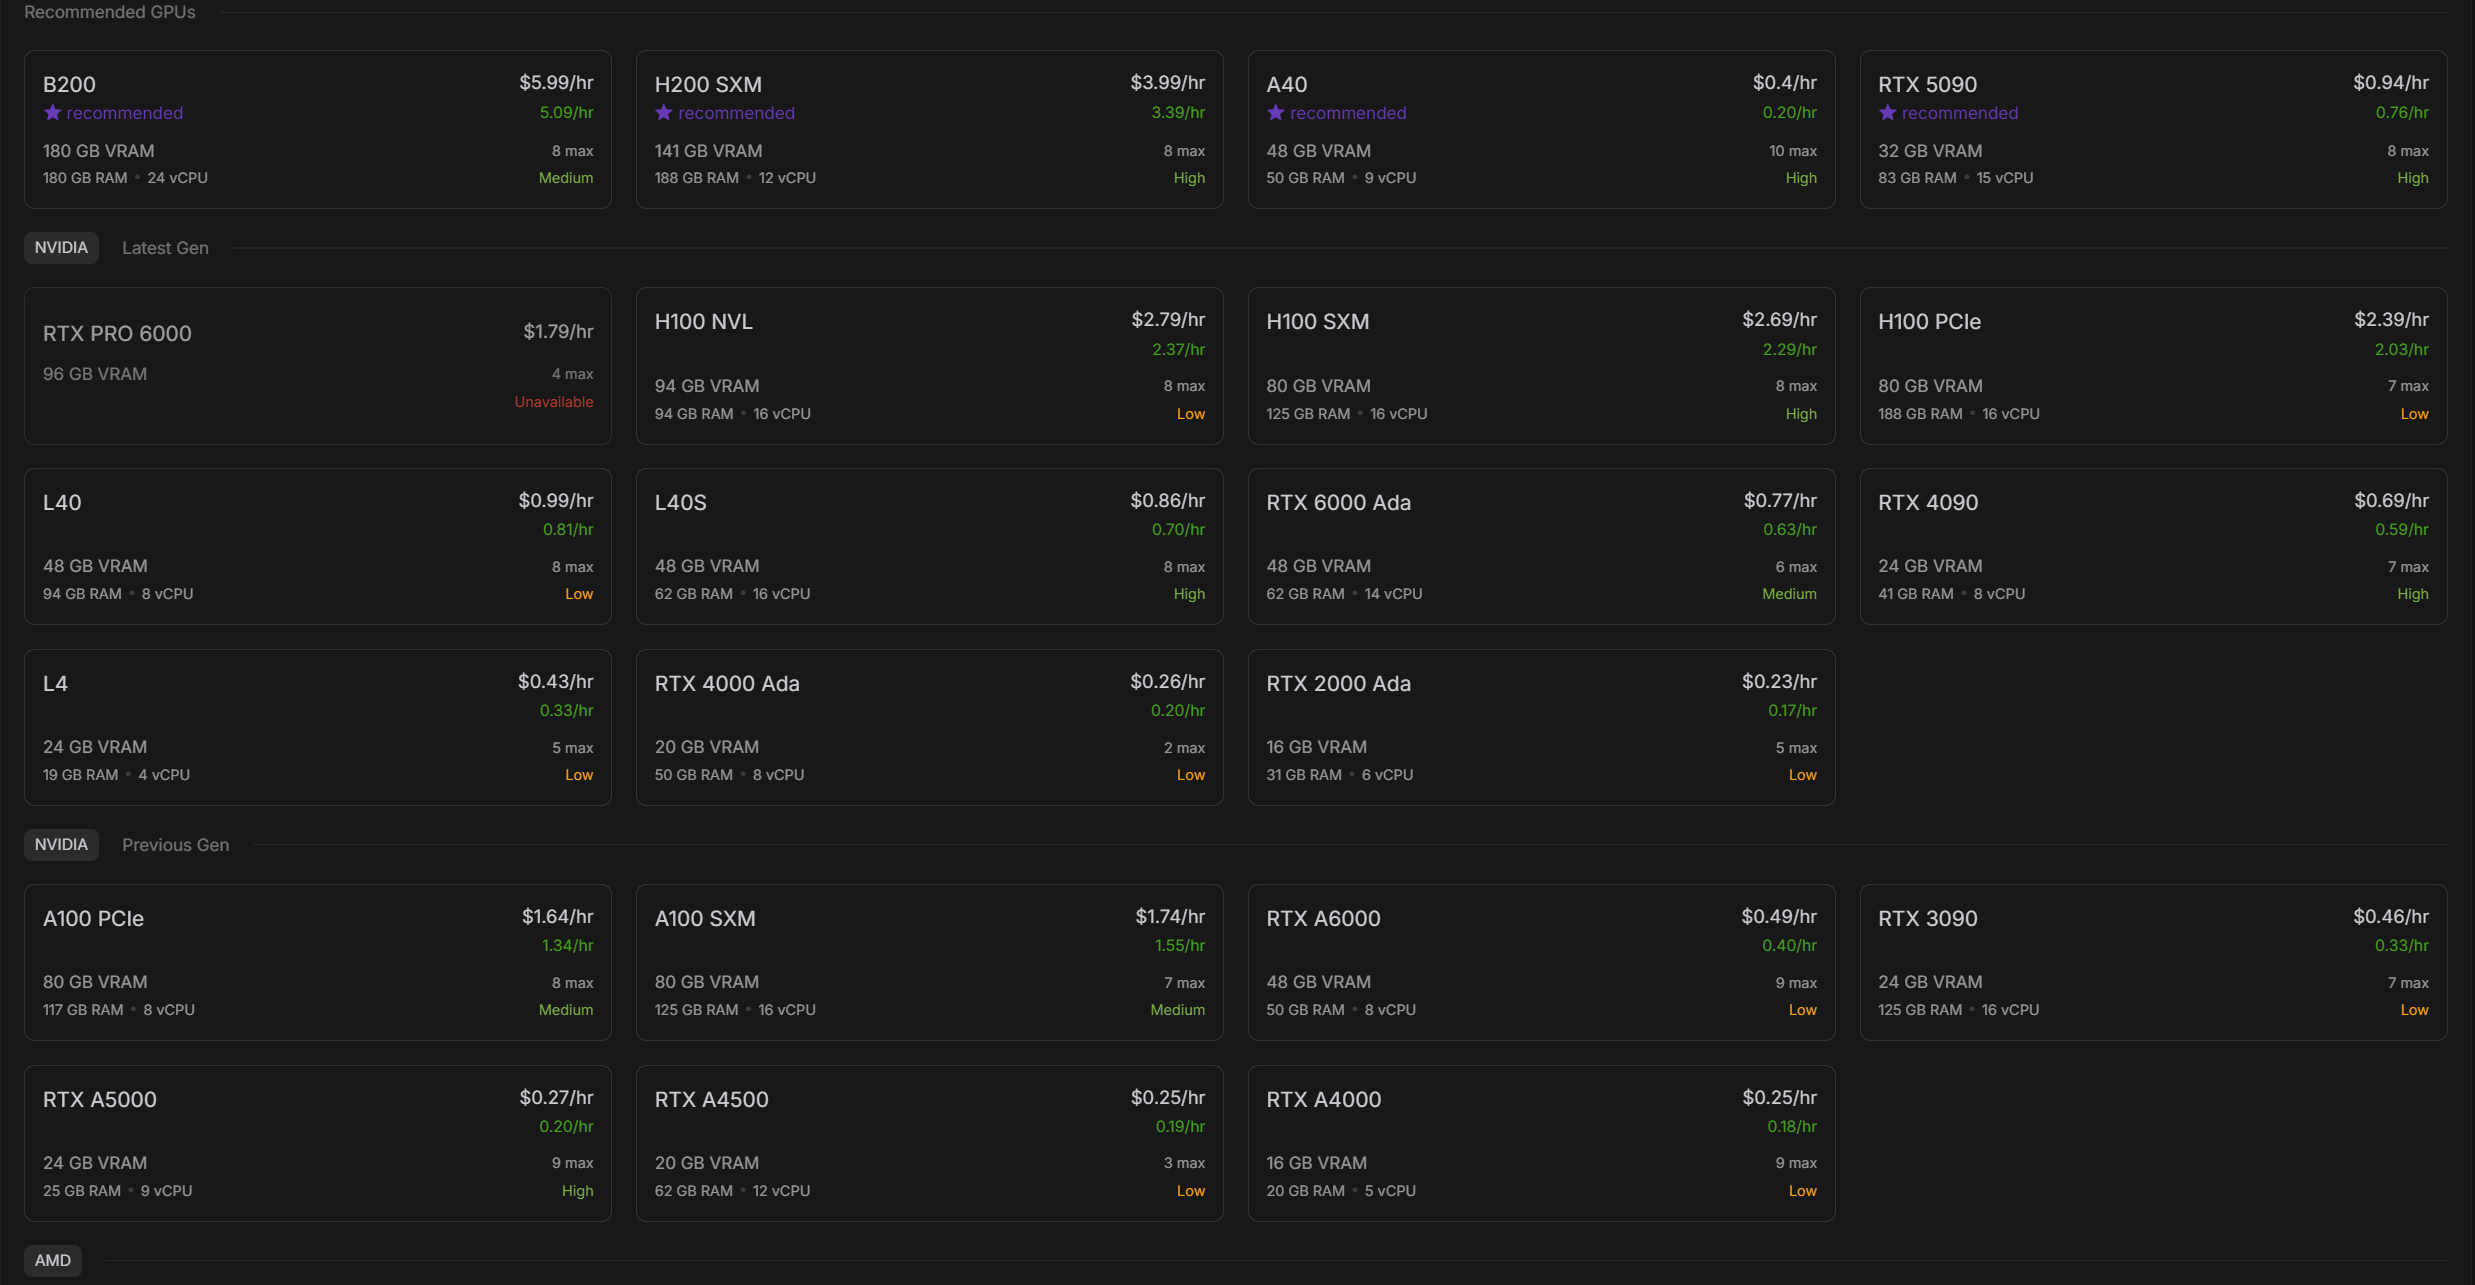 Recommended GPUs
B200 $5.99/hr
recommended 5.09/hr
180 GB VRAM 8 max
180 GB RAM • 24 vCPU Medium
H200 SXM $3.99/hr
recommended 3.39/hr
141 GB VRAM 8 max
188 GB RAM • 12 vCPU High
A40 $0.4/hr
recommended 0.20/hr
48 GB VRAM 10 max
50 GB RAM • 9 vCPU High
RTX 5090 $0.94/hr
recommended 0.76/hr
32 GB VRAM 8 max
83 GB RAM • 15 vCPU High
NVIDIA Latest Gen
RTX PRO 6000 $1.79/hr
96 GB VRAM 4 max
Unavailable
H100 NVL $2.79/hr
2.37/hr
94 GB VRAM 8 max
94 GB RAM • 16 vCPU Low
H100 SXM $2.69/hr
2.29/hr
80 GB VRAM 8 max
125 GB RAM • 16 vCPU High
H100 PCIe $2.39/hr
2.03/hr
80 GB VRAM 7 max
188 GB RAM • 16 vCPU Low
L40 $0.99/hr
0.81/hr
48 GB VRAM 8 max
94 GB RAM • 8 vCPU Low
L40S $0.86/hr
0.70/hr
48 GB VRAM 8 max
62 GB RAM • 16 vCPU High
RTX 6000 Ada $0.77/hr
0.63/hr
48 GB VRAM 6 max
62 GB RAM • 14 vCPU Medium
RTX 4090 $0.69/hr
0.59/hr
24 GB VRAM 7 max
41 GB RAM • 8 vCPU High
L4 $0.43/hr
0.33/hr
24 GB VRAM 5 max
19 GB RAM • 4 vCPU Low
RTX 4000 Ada $0.26/hr
0.20/hr
20 GB VRAM 2 max
50 GB RAM • 8 vCPU Low
RTX 2000 Ada $0.23/hr
0.17/hr
16 GB VRAM 5 max
31 GB RAM • 6 vCPU Low
NVIDIA Previous Gen
A100 PCIe $1.64/hr
1.34/hr
80 GB VRAM 8 max
117 GB RAM • 8 vCPU Medium
A100 SXM $1.74/hr
1.55/hr
80 GB VRAM 7 max
125 GB RAM • 16 vCPU Medium
RTX A6000 $0.49/hr
0.40/hr
48 GB VRAM 9 max
50 GB RAM • 8 vCPU Low
RTX 3090 $0.46/hr
0.33/hr
24 GB VRAM 7 max
125 GB RAM • 16 vCPU Low
RTX A5000 $0.27/hr
0.20/hr
24 GB VRAM 9 max
25 GB RAM • 9 vCPU High
RTX A4500 $0.25/hr
0.19/hr
20 GB VRAM 3 max
62 GB RAM • 12 vCPU Low
RTX A4000 $0.25/hr
0.18/hr
16 GB VRAM 9 max
20 GB RAM • 5 vCPU Low
AMD